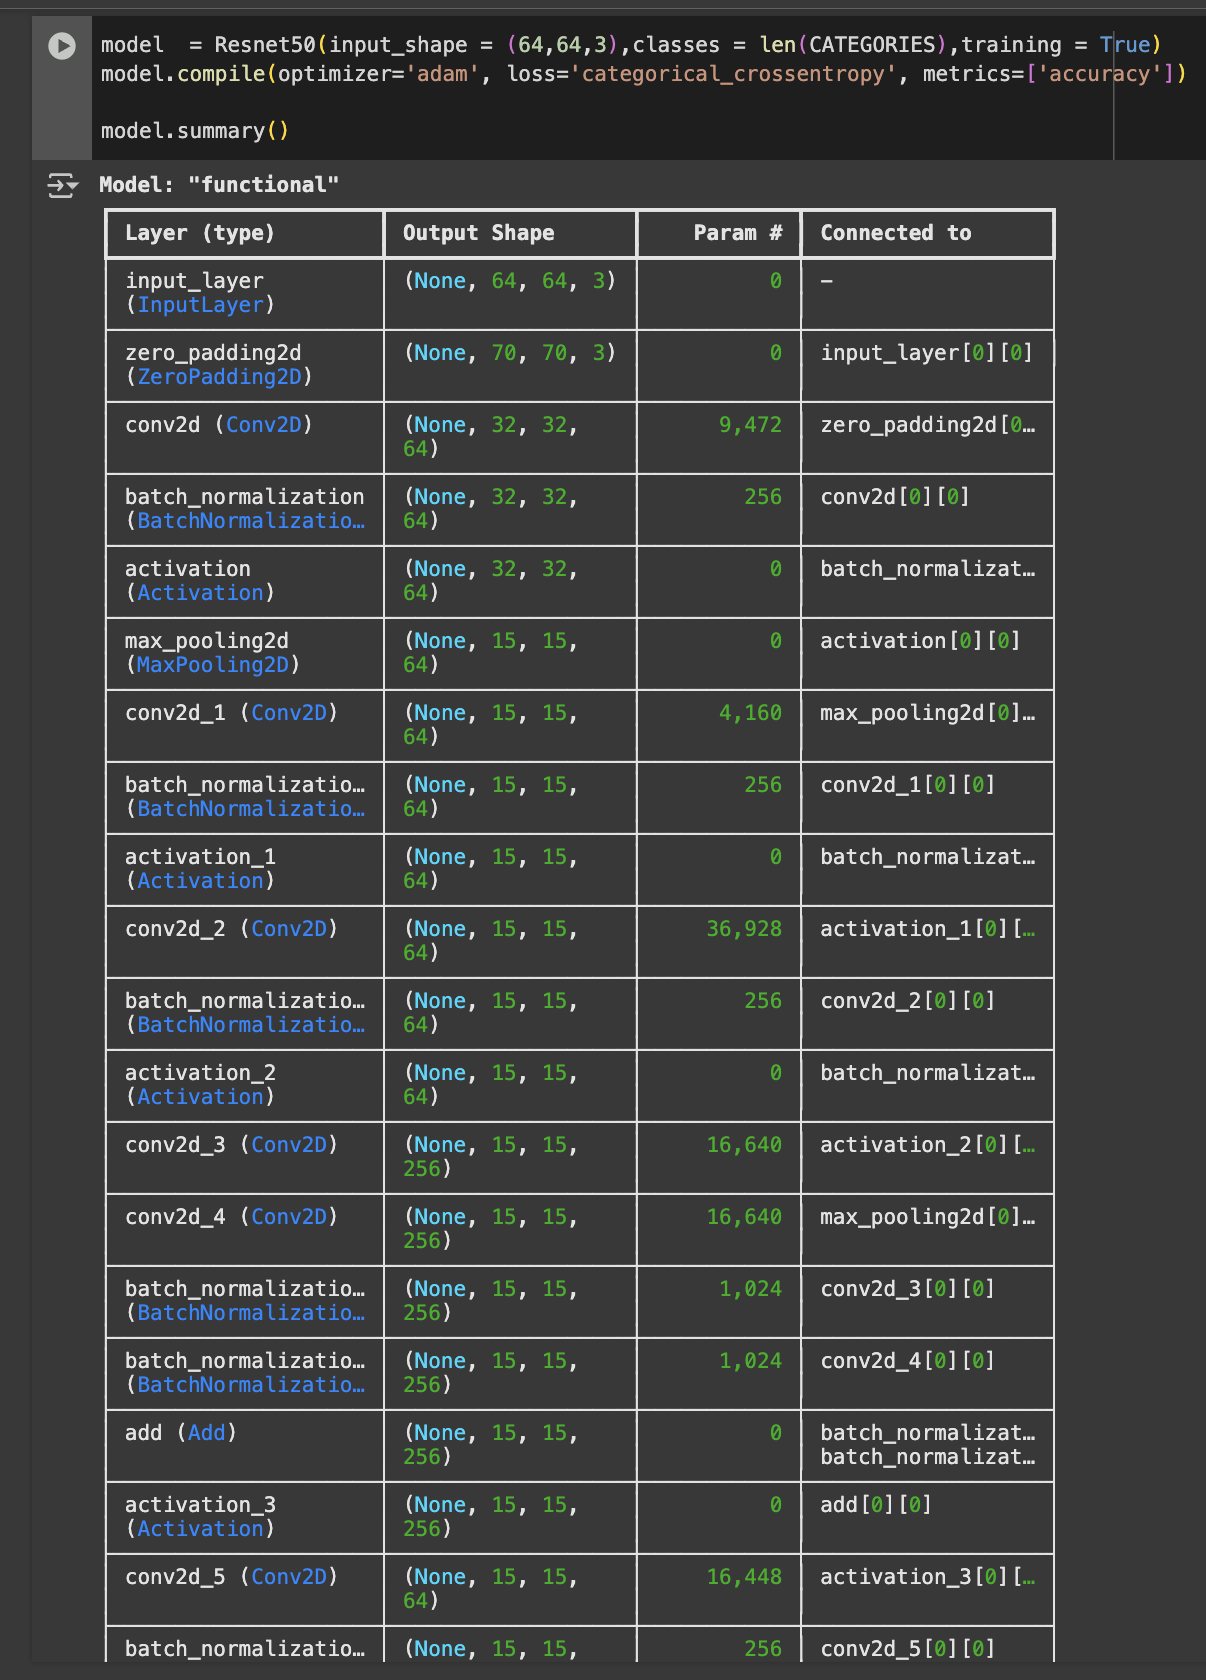 model  = Resnet50(input_shape = (64,64,3),classes = len(CATEGORIES),training = True)
model.compile(optimizer='adam', loss='categorical_crossentropy', metrics=['accuracy'])
model.summary()
Model: "functional"
Layer (type) Output Shape Param # Connected to
input_layer (None, 64, 64, 3) 0 –
(InputLayer)
zero_padding2d (None, 70, 70, 3) 0 input_layer[0][0]
(ZeroPadding2D)
conv2d (Conv2D) (None, 32, 32, 9,472 zero_padding2d[0…
64)
batch_normalization (None, 32, 32, 256 conv2d[0][0]
(BatchNormalizatio… 64)
activation (None, 32, 32, 0 batch_normalizat…
(Activation) 64)
max_pooling2d (None, 15, 15, 0 activation[0][0]
(MaxPooling2D) 64)
conv2d_1 (Conv2D) (None, 15, 15, 4,160 max_pooling2d[0]…
64)
batch_normalizatio… (None, 15, 15, 256 conv2d_1[0][0]
(BatchNormalizatio… 64)
activation_1 (None, 15, 15, 0 batch_normalizat…
(Activation) 64)
conv2d_2 (Conv2D) (None, 15, 15, 36,928 activation_1[0][…
64)
batch_normalizatio… (None, 15, 15, 256 conv2d_2[0][0]
(BatchNormalizatio… 64)
activation_2 (None, 15, 15, 0 batch_normalizat…
(Activation) 64)
conv2d_3 (Conv2D) (None, 15, 15, 16,640 activation_2[0][…
256)
conv2d_4 (Conv2D) (None, 15, 15, 16,640 max_pooling2d[0]…
256)
batch_normalizatio… (None, 15, 15, 1,024 conv2d_3[0][0]
(BatchNormalizatio… 256)
batch_normalizatio… (None, 15, 15, 1,024 conv2d_4[0][0]
(BatchNormalizatio… 256)
add (Add) (None, 15, 15, 0 batch_normalizat…
256) batch_normalizat…
activation_3 (None, 15, 15, 0 add[0][0]
(Activation) 256)
conv2d_5 (Conv2D) (None, 15, 15, 16,448 activation_3[0][…
64)
batch_normalizatio… (None, 15, 15, 256 conv2d_5[0][0]